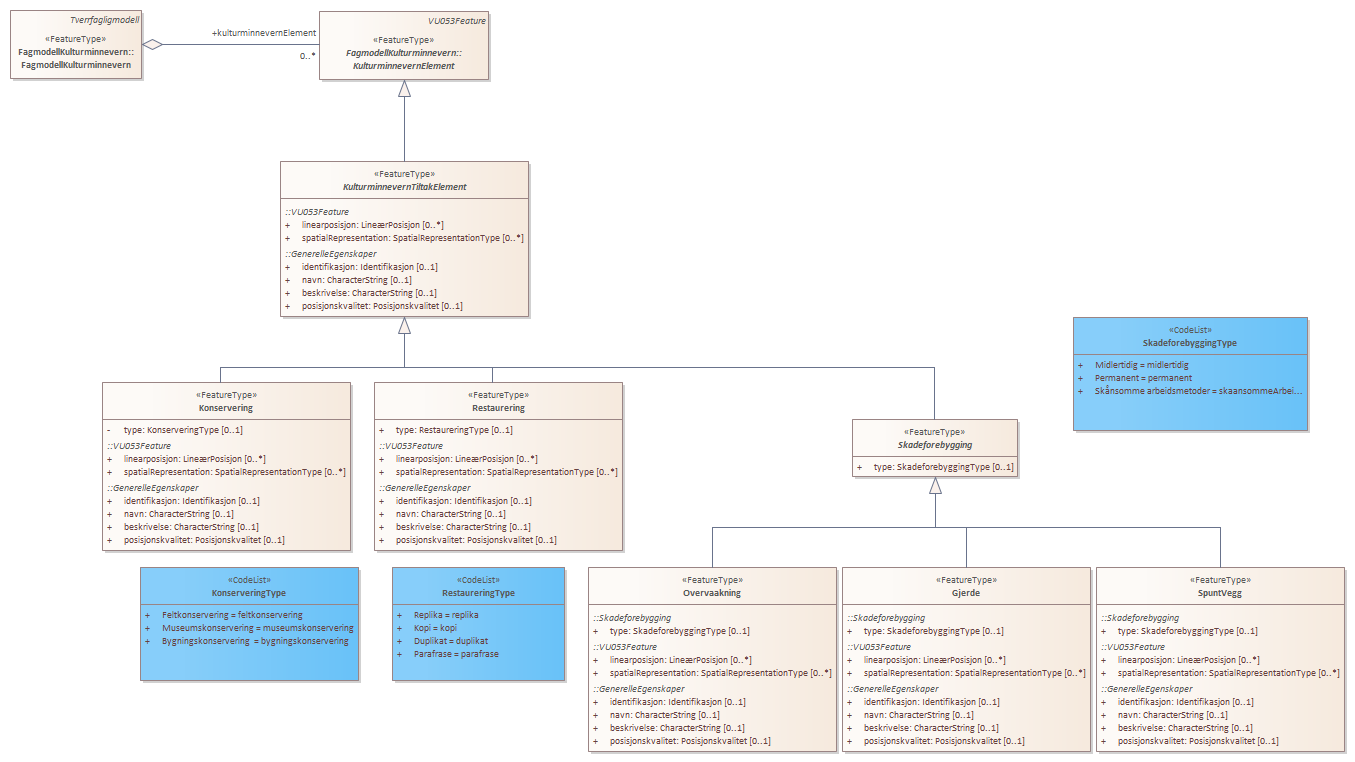 Tverrfagligmodell
«FeatureType»
FagmodellKulturminnevern::
FagmodellKulturminnevern
+kulturminnevernElement
0..*
VU053Feature
«FeatureType»
FagmodellKulturminnevern::
KulturminnevernElement
«FeatureType»
KulturminnevernTiltakElement
::VU053Feature
+ linearposisjon: LineærPosisjon [0..*]
+ spatialRepresentation: SpatialRepresentationType [0..*]
::GenerelleEgenskaper
+ identifikasjon: Identifikasjon [0..1]
+ navn: CharacterString [0..1]
+ beskrivelse: CharacterString [0..1]
+ posisjonskvalitet: Posisjonskvalitet [0..1]
«CodeList»
SkadeforebyggingType
+ Midlertidig = midlertidig
+ Permanent = permanent
+ Skånsomme arbeidsmetoder = skaansommeArbei...
«FeatureType»
Konservering
- type: KonserveringType [0..1]
::VU053Feature
+ linearposisjon: LineærPosisjon [0..*]
+ spatialRepresentation: SpatialRepresentationType [0..*]
::GenerelleEgenskaper
+ identifikasjon: Identifikasjon [0..1]
+ navn: CharacterString [0..1]
+ beskrivelse: CharacterString [0..1]
+ posisjonskvalitet: Posisjonskvalitet [0..1]
«FeatureType»
Restaurering
+ type: RestaureringType [0..1]
::VU053Feature
+ linearposisjon: LineærPosisjon [0..*]
+ spatialRepresentation: SpatialRepresentationType [0..*]
::GenerelleEgenskaper
+ identifikasjon: Identifikasjon [0..1]
+ navn: CharacterString [0..1]
+ beskrivelse: CharacterString [0..1]
+ posisjonskvalitet: Posisjonskvalitet [0..1]
«FeatureType»
Skadeforebygging
+ type: SkadeforebyggingType [0..1]
«CodeList»
KonserveringType
+ Feltkonservering = feltkonservering
+ Museumskonservering = museumskonservering
+ Bygningskonservering = bygningskonservering
«CodeList»
RestaureringType
+ Replika = replika
+ Kopi = kopi
+ Duplikat = duplikat
+ Parafrase = parafrase
«FeatureType»
Overvaakning
::Skadeforebygging
+ type: SkadeforebyggingType [0..1]
::VU053Feature
+ linearposisjon: LineærPosisjon [0..*]
+ spatialRepresentation: SpatialRepresentationType [0..*]
::GenerelleEgenskaper
+ identifikasjon: Identifikasjon [0..1]
+ navn: CharacterString [0..1]
+ beskrivelse: CharacterString [0..1]
+ posisjonskvalitet: Posisjonskvalitet [0..1]
«FeatureType»
Gjerde
::Skadeforebygging
+ type: SkadeforebyggingType [0..1]
::VU053Feature
+ linearposisjon: LineærPosisjon [0..*]
+ spatialRepresentation: SpatialRepresentationType [0..*]
::GenerelleEgenskaper
+ identifikasjon: Identifikasjon [0..1]
+ navn: CharacterString [0..1]
+ beskrivelse: CharacterString [0..1]
+ posisjonskvalitet: Posisjonskvalitet [0..1]
«FeatureType»
SpuntVegg
::Skadeforebygging
+ type: SkadeforebyggingType [0..1]
::VU053Feature
+ linearposisjon: LineærPosisjon [0..*]
+ spatialRepresentation: SpatialRepresentationType [0..*]
::GenerelleEgenskaper
+ identifikasjon: Identifikasjon [0..1]
+ navn: CharacterString [0..1]
+ beskrivelse: CharacterString [0..1]
+ posisjonskvalitet: Posisjonskvalitet [0..1]